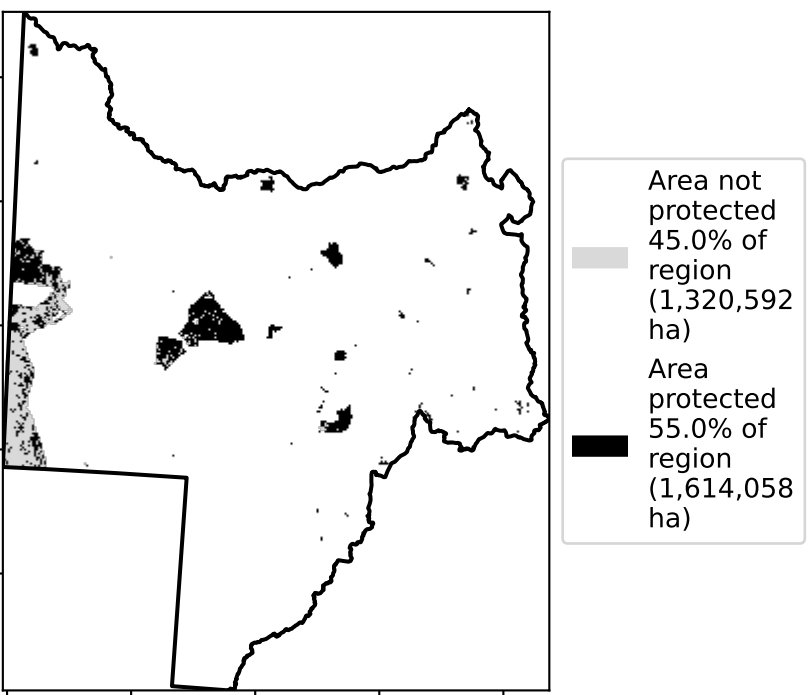 Area not
protected
45.0% of
region
(1,320,592
ha)
Area
protected
55.0% of
region
(1,614,058
ha)